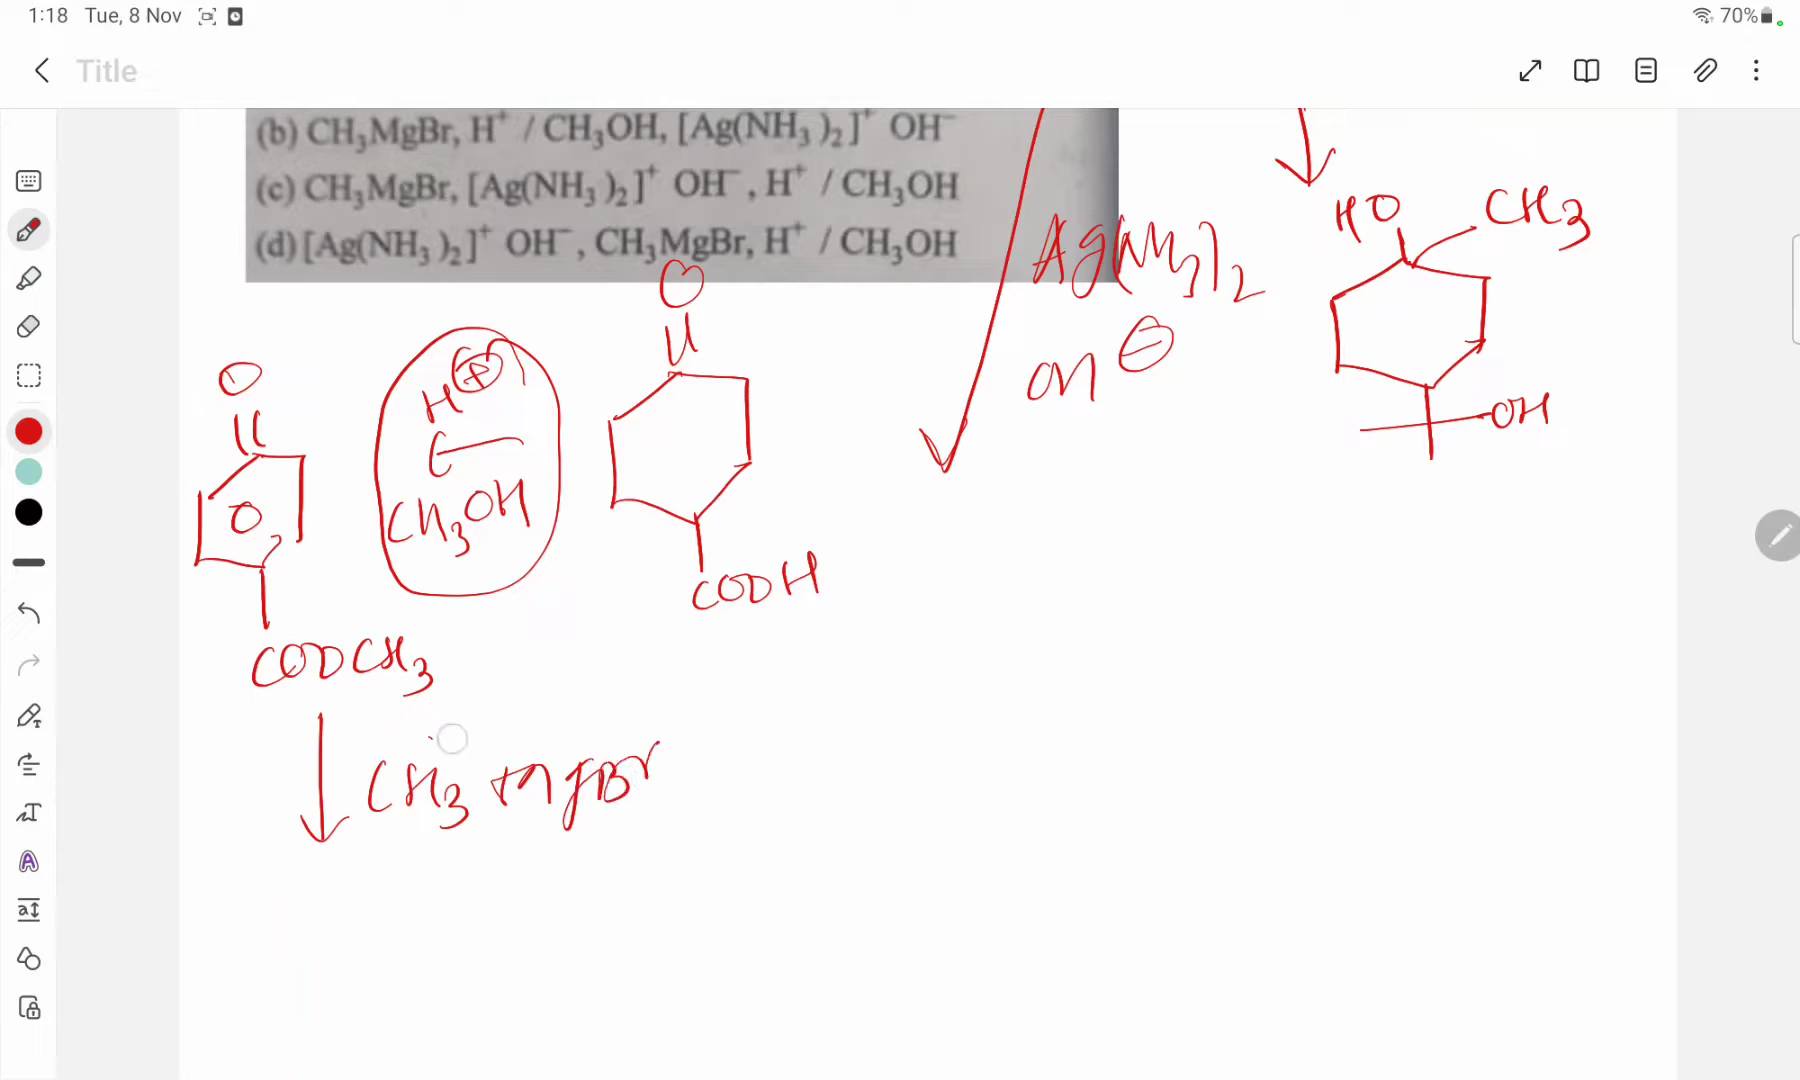 1:18 Tue, 8 Nov 70%
Title
(b) CH₃MgBr, H⁺ / CH₃OH, [Ag(NH₃)₂]⁺ OH⁻
(c) CH₃MgBr, [Ag(NH₃)₂]⁺ OH⁻, H⁺ / CH₃OH
(d) [Ag(NH₃)₂]⁺ OH⁻, CH₃MgBr, H⁺ / CH₃OH
HO CH₃
Ag(NH₃)₂
OH ⊖
OH
O
O
H⊕
CH₃OH
O
COOH
COOCH₃
CH₃MgBr